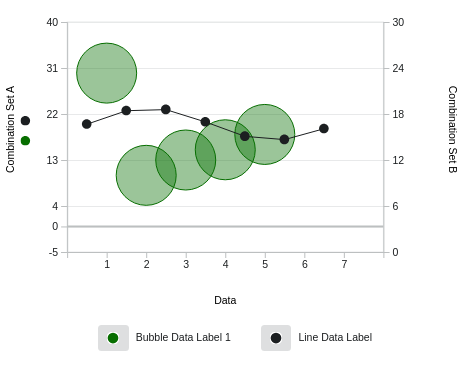 40
31
22
13
4
0
-5
30
24
18
12
6
0
Combination Set A
Combination Set B
1 2 3 4 5 6 7
Data
Bubble Data Label 1 Line Data Label